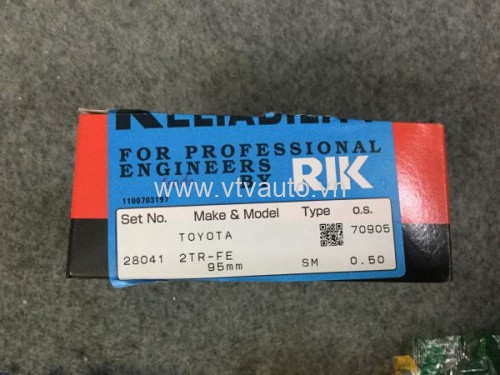 RELIABILITY
FOR PROFESSIONAL
ENGINEERS
BY RIK
www.vtvauto.vn
1100703157
Set No. Make & Model Type o.s.
TOYOTA 70905
28041 2TR-FE SM 0.50
95mm